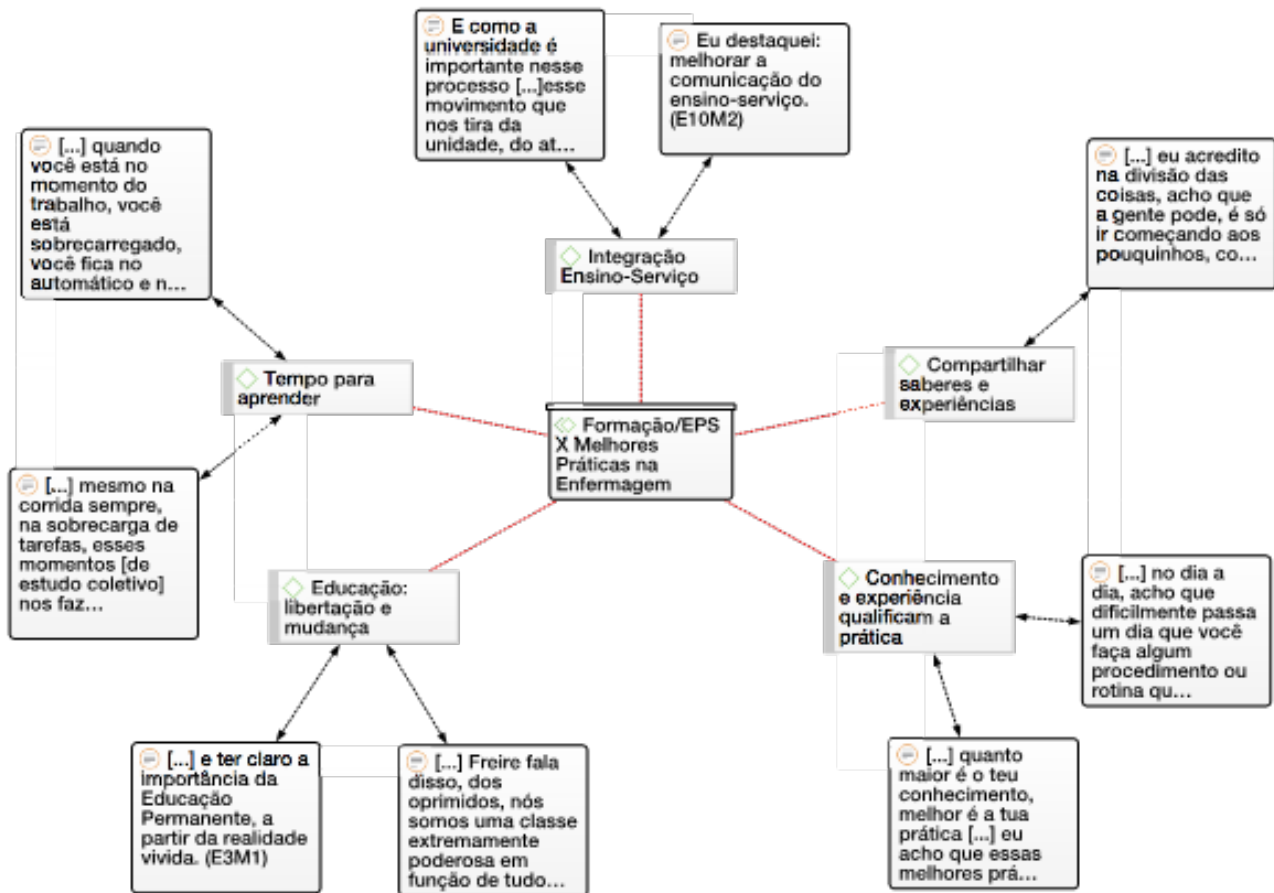 E como a
universidade é
importante nesse
processo [...]esse
movimento que
nos tira da
unidade, do at...
Eu destaquei:
melhorar a
comunicação do
ensino-serviço.
(E10M2)
[...] quando
você está no
momento do
trabalho, você
está
sobrecarregado,
você fica no
automático e n...
[...] eu acredito
na divisão das
coisas, acho que
a gente pode, é só
ir começando aos
pouquinhos, co...
Integração
Ensino-Serviço
Tempo para
aprender
Compartilhar
saberes e
experiências
Formação/EPS
X Melhores
Práticas na
Enfermagem
[...] mesmo na
corrida sempre,
na sobrecarga de
tarefas, esses
momentos [de
estudo coletivo]
nos faz...
Educação:
libertação e
mudança
Conhecimento
e experiência
qualificam a
prática
[...] no dia a
dia, acho que
dificilmente passa
um dia que você
faça algum
procedimento ou
rotina qu...
[...] e ter claro a
importância da
Educação
Permanente, a
partir da realidade
vivida. (E3M1)
[...] Freire fala
disso, dos
oprimidos, nós
somos uma classe
extremamente
poderosa em
função de tudo...
[...] quanto
maior é o teu
conhecimento,
melhor é a tua
prática [...] eu
acho que essas
melhores prá...